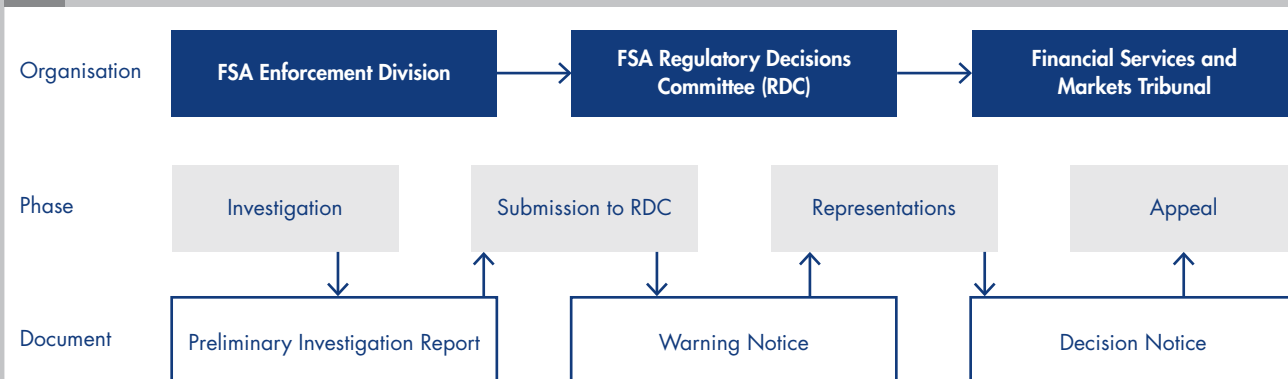 Organisation
FSA Enforcement Division
FSA Regulatory Decisions
Committee (RDC)
Financial Services and
Markets Tribunal
Phase
Investigation
Submission to RDC
Representations
Appeal
Document
Preliminary Investigation Report
Warning Notice
Decision Notice